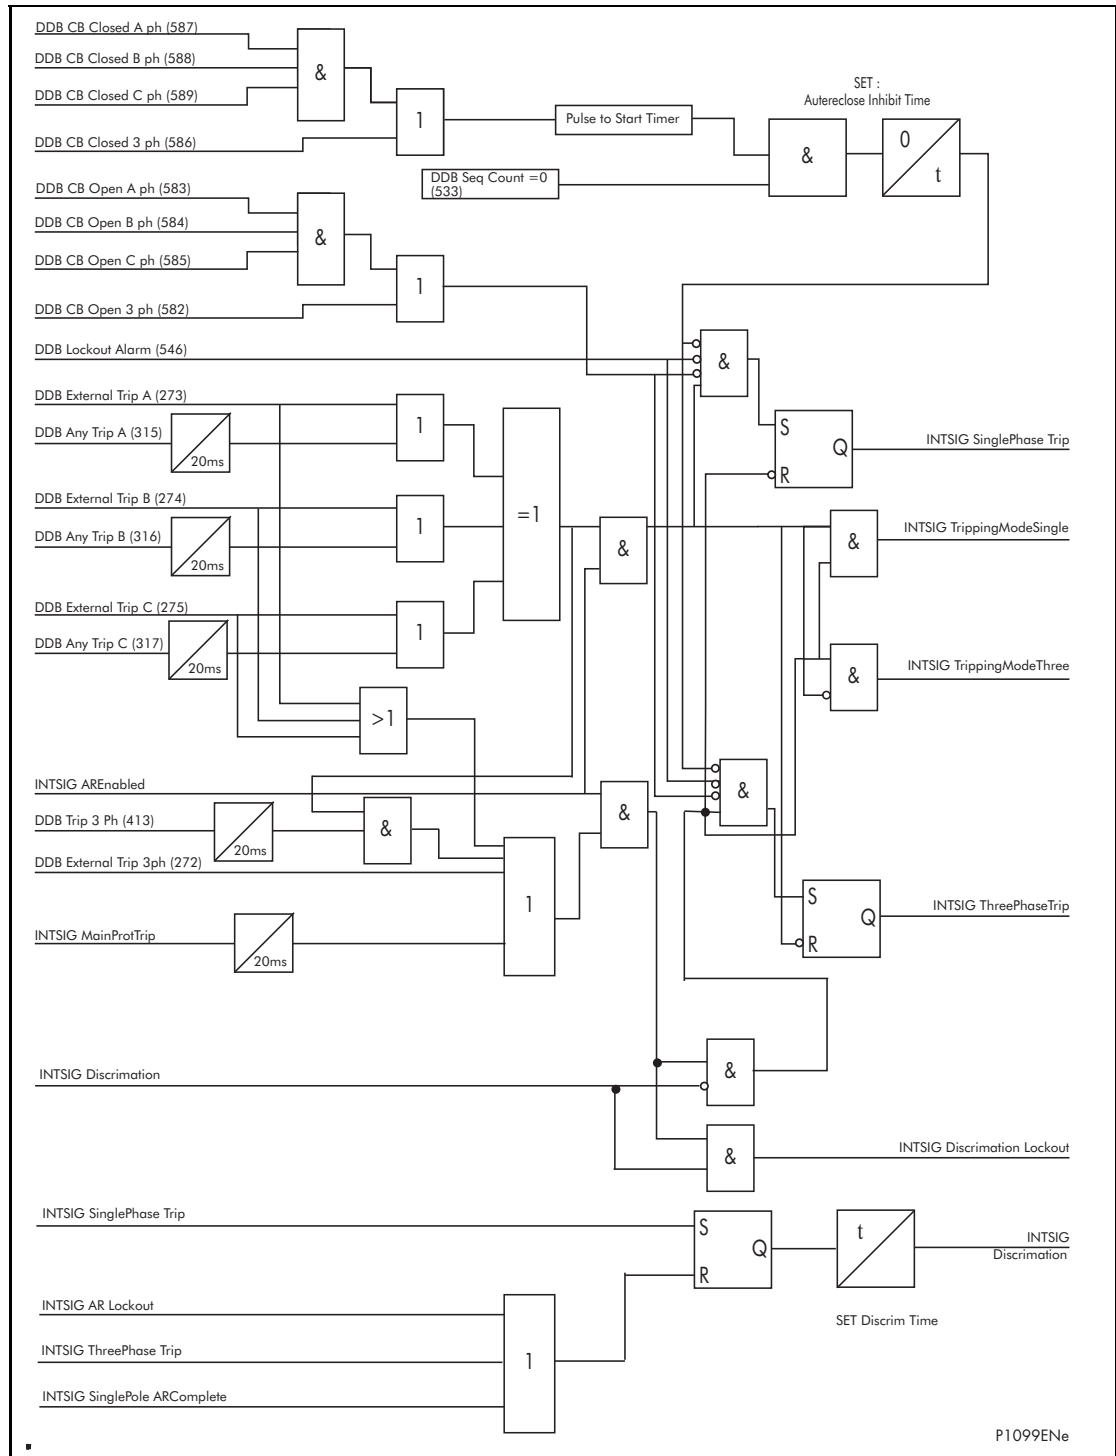 DDB CB Closed A ph (587)
DDB CB Closed B ph (588)
&
DDB CB Closed C ph (589)
1
DDB CB Closed 3 ph (586)
Pulse to Start Timer
DDB Seq Count =0
(533)
SET :
Autereclose Inhibit Time
&
0
t
DDB CB Open A ph (583)
DDB CB Open B ph (584)
&
DDB CB Open C ph (585)
1
DDB CB Open 3 ph (582)
DDB Lockout Alarm (546)
&
DDB External Trip A (273)
1
DDB Any Trip A (315)
20ms
S
Q
R
INTSIG SinglePhase Trip
DDB External Trip B (274)
1
DDB Any Trip B (316)
20ms
=1
&
&
INTSIG TrippingModeSingle
DDB External Trip C (275)
1
DDB Any Trip C (317)
20ms
&
INTSIG TrippingModeThree
>1
INTSIG AREnabled
&
&
DDB Trip 3 Ph (413)
20ms
&
DDB External Trip 3ph (272)
1
S
Q
R
INTSIG ThreePhaseTrip
INTSIG MainProtTrip
20ms
INTSIG Discrimation
&
&
INTSIG Discrimation Lockout
INTSIG SinglePhase Trip
S
Q
R
t
INTSIG
Discrimation
SET Discrim Time
INTSIG AR Lockout
INTSIG ThreePhase Trip
1
INTSIG SinglePole ARComplete
P1099ENe